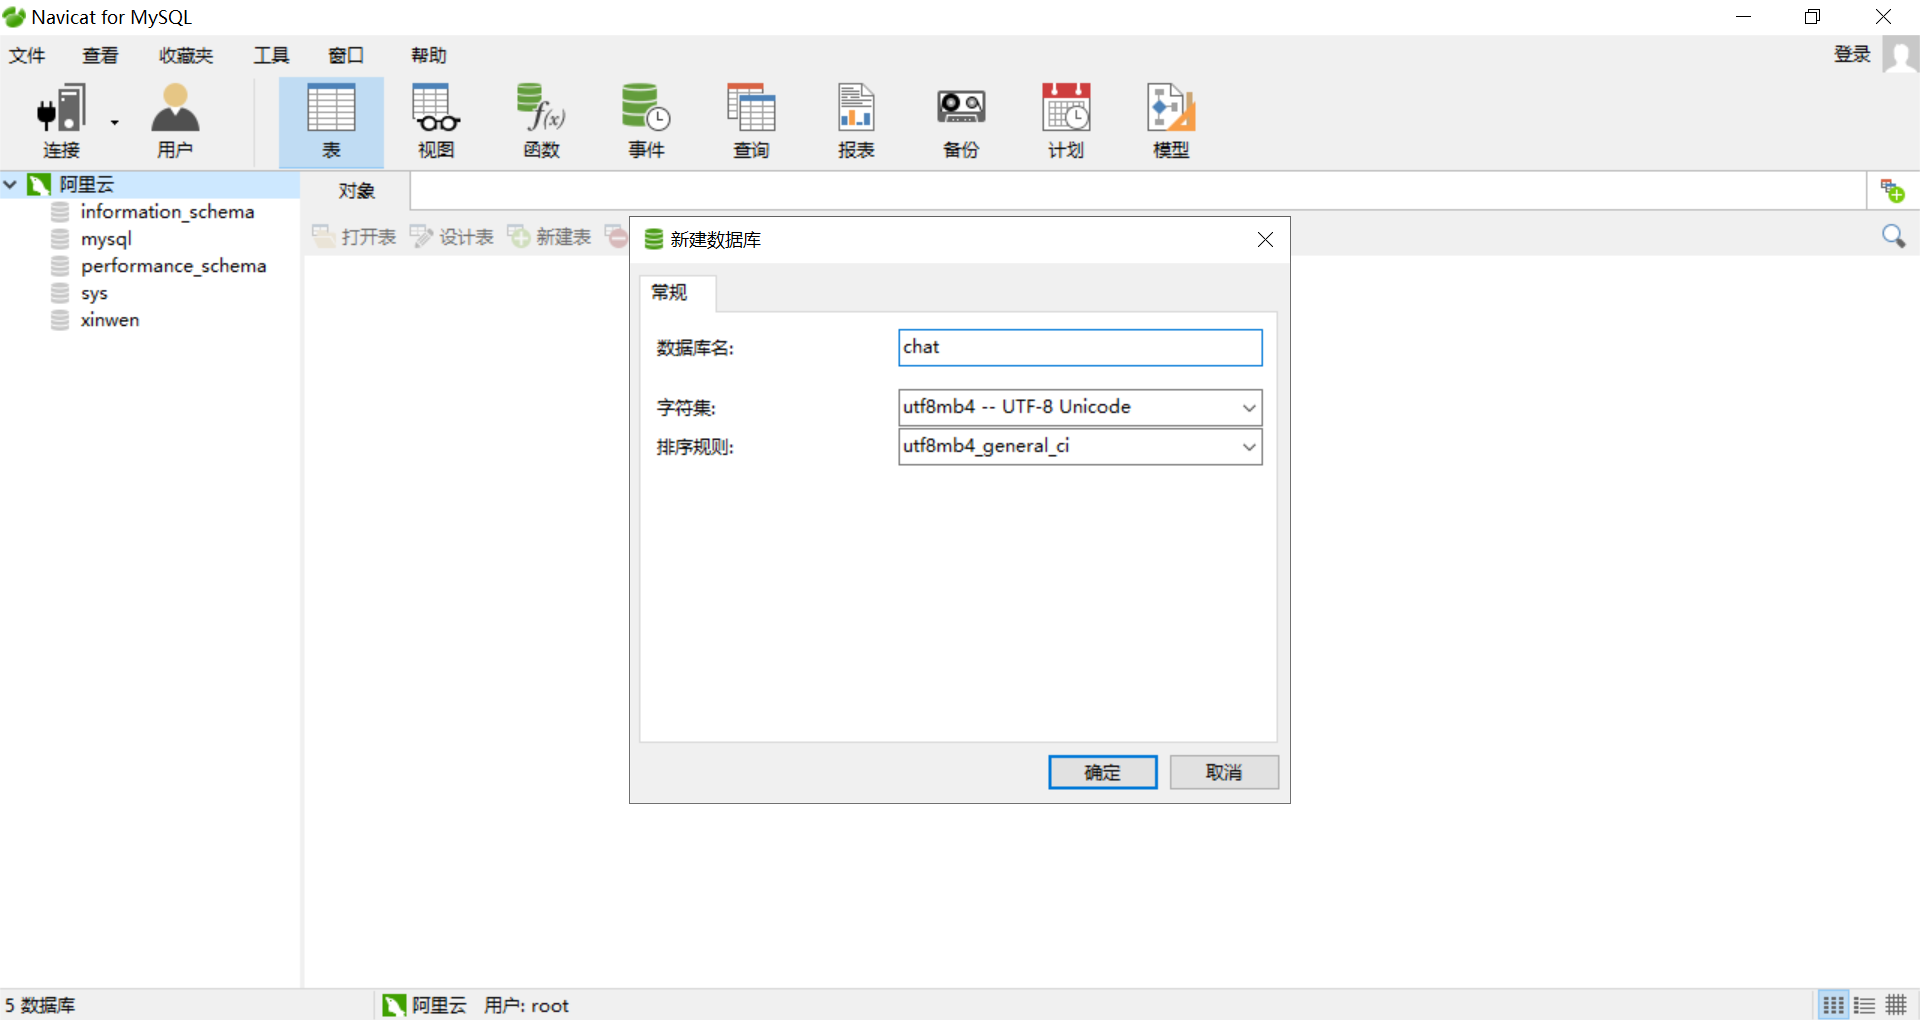 Navicat for MySQL
文件 查看 收藏夹 工具 窗口 帮助 登录
连接 用户 表 视图 函数 事件 查询 报表 备份 计划 模型
阿里云
information_schema
mysql
performance_schema
sys
xinwen
对象
打开表 设计表 新建表
新建数据库
常规
数据库名: chat
字符集: utf8mb4 -- UTF-8 Unicode
排序规则: utf8mb4_general_ci
确定 取消
5 数据库 阿里云 用户: root